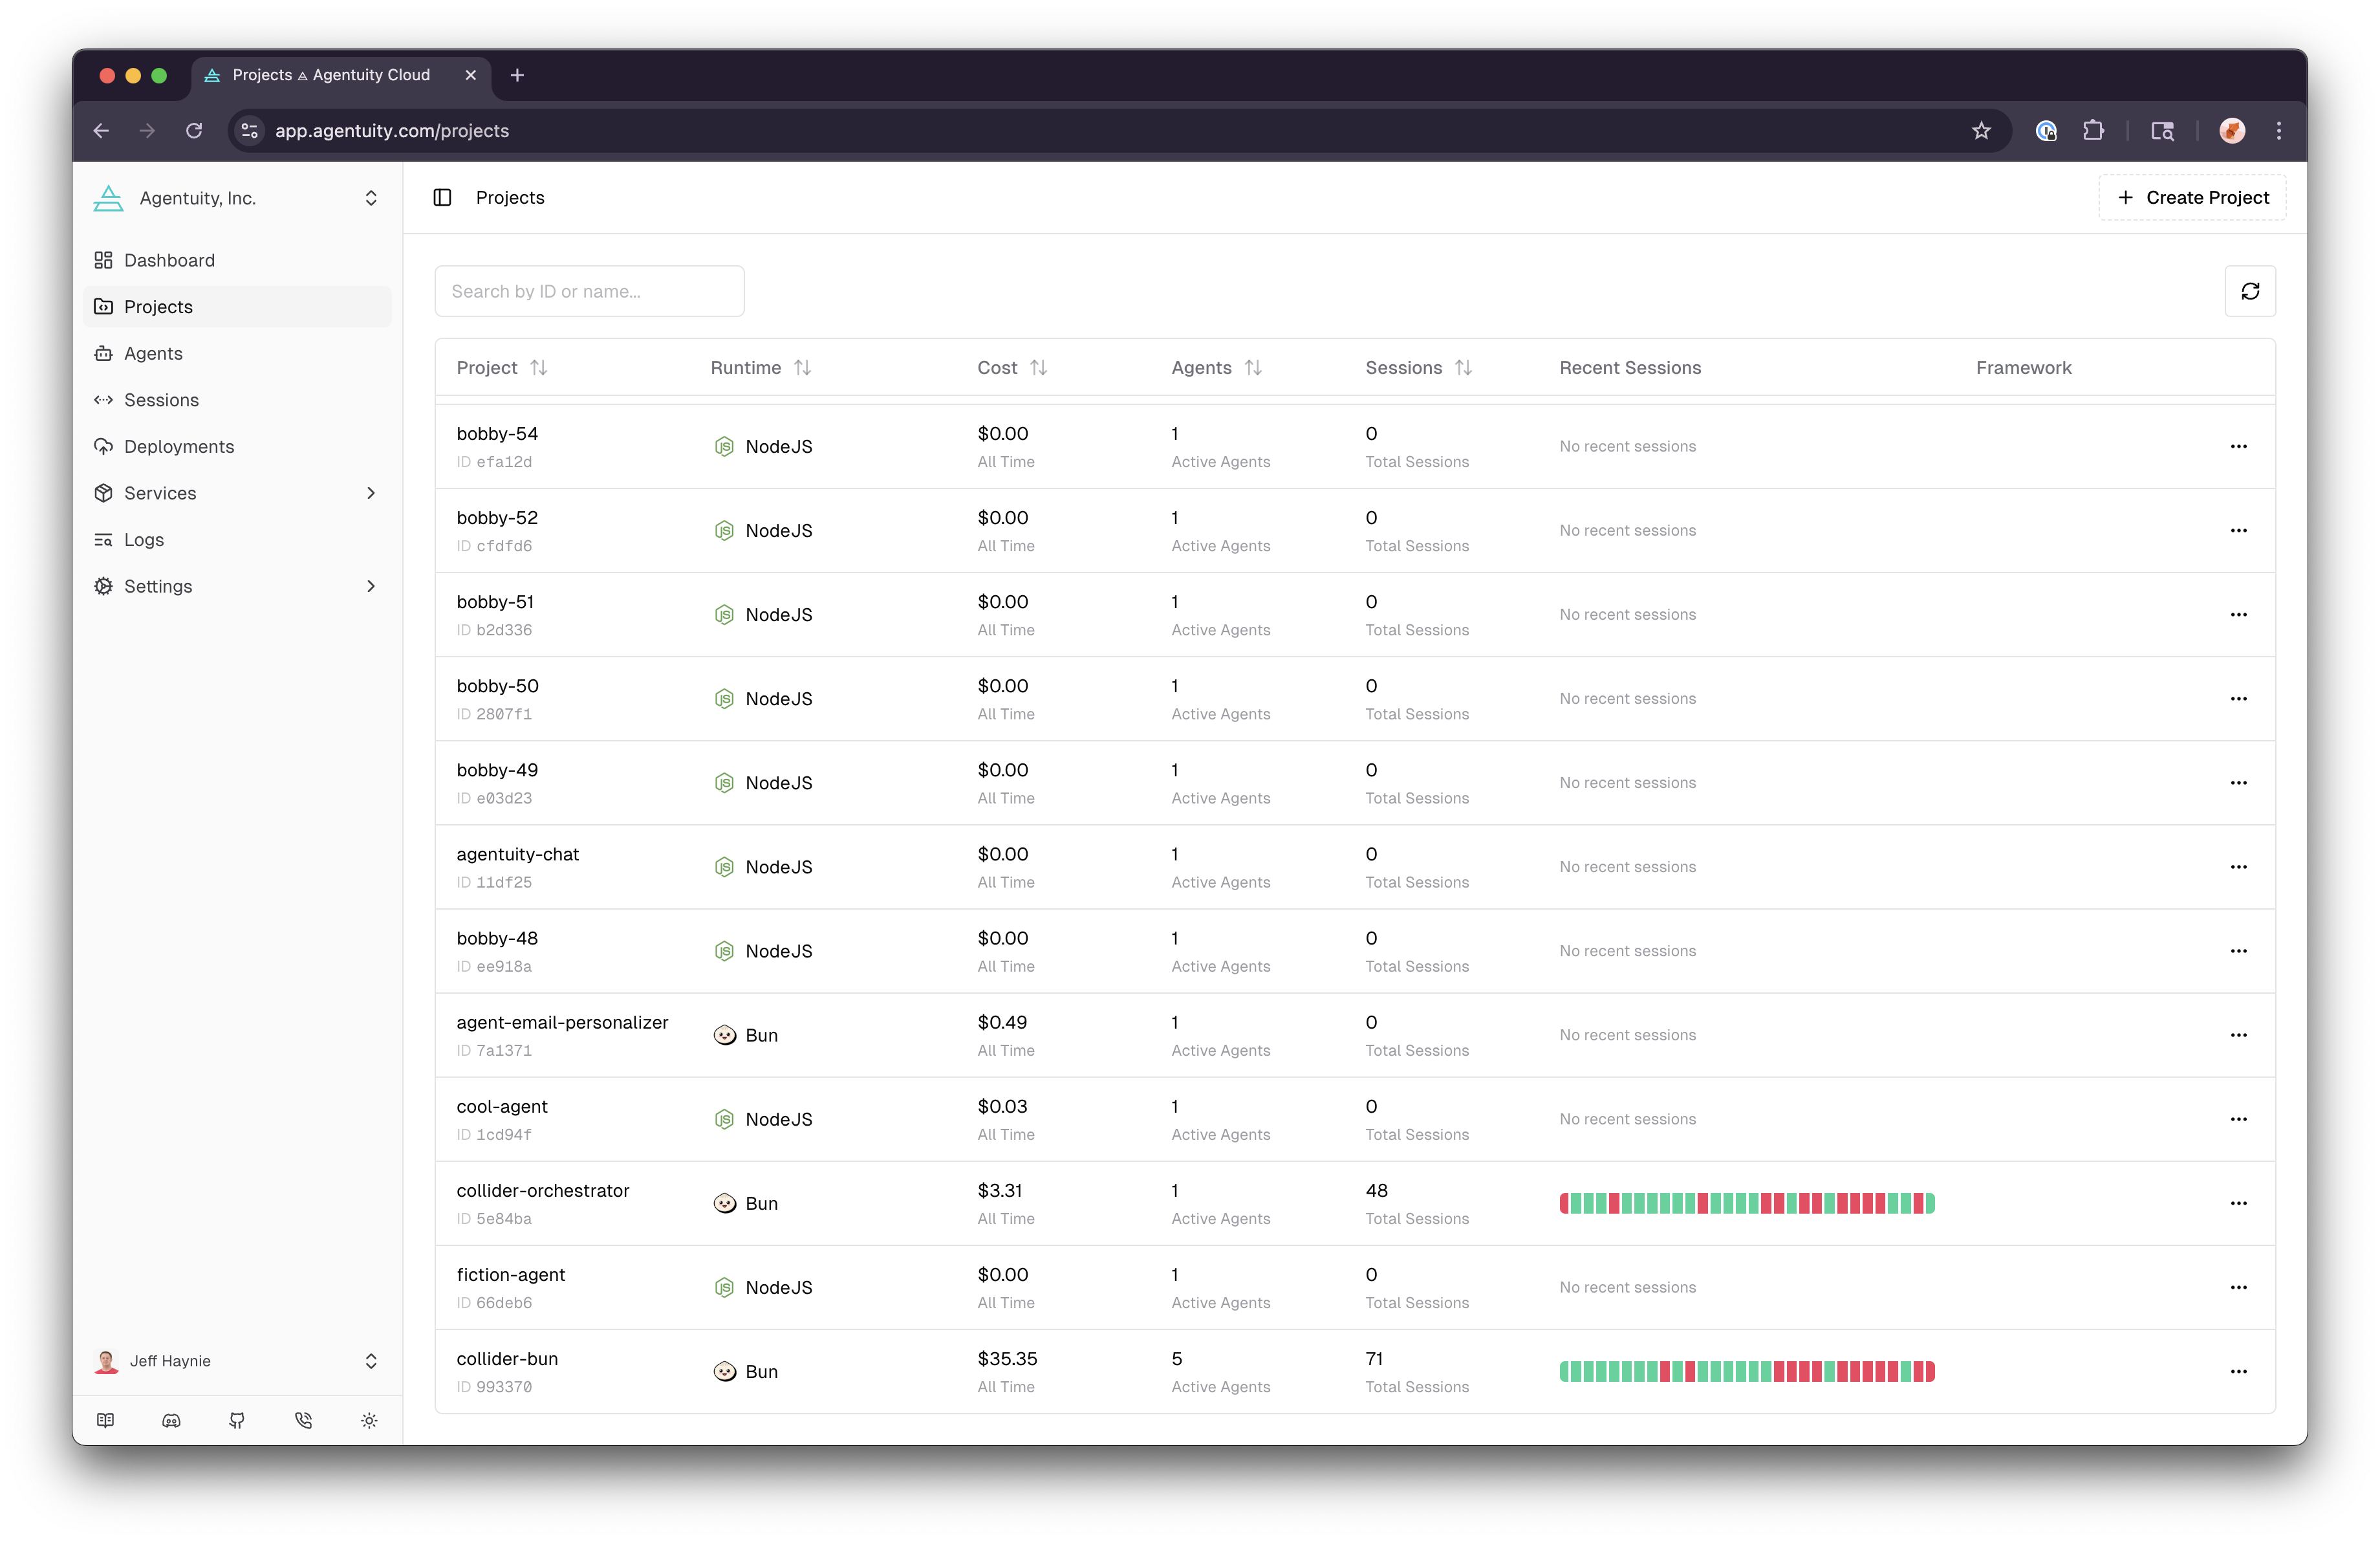 Projects ⟁ Agentuity Cloud
app.agentuity.com/projects
Agentuity, Inc.
Dashboard
Projects
Agents
Sessions
Deployments
Services
Logs
Settings
Jeff Haynie
Projects
Create Project
Search by ID or name...
Project Runtime Cost Agents Sessions Recent Sessions Framework
bobby-54 NodeJS $0.00 1 0 No recent sessions
ID efa12d All Time Active Agents Total Sessions
bobby-52 NodeJS $0.00 1 0 No recent sessions
ID cfdfd6 All Time Active Agents Total Sessions
bobby-51 NodeJS $0.00 1 0 No recent sessions
ID b2d336 All Time Active Agents Total Sessions
bobby-50 NodeJS $0.00 1 0 No recent sessions
ID 2807f1 All Time Active Agents Total Sessions
bobby-49 NodeJS $0.00 1 0 No recent sessions
ID e03d23 All Time Active Agents Total Sessions
agentuity-chat NodeJS $0.00 1 0 No recent sessions
ID 11df25 All Time Active Agents Total Sessions
bobby-48 NodeJS $0.00 1 0 No recent sessions
ID ee918a All Time Active Agents Total Sessions
agent-email-personalizer Bun $0.49 1 0 No recent sessions
ID 7a1371 All Time Active Agents Total Sessions
cool-agent NodeJS $0.03 1 0 No recent sessions
ID 1cd94f All Time Active Agents Total Sessions
collider-orchestrator Bun $3.31 1 48
ID 5e84ba All Time Active Agents Total Sessions
fiction-agent NodeJS $0.00 1 0 No recent sessions
ID 66deb6 All Time Active Agents Total Sessions
collider-bun Bun $35.35 5 71
ID 993370 All Time Active Agents Total Sessions